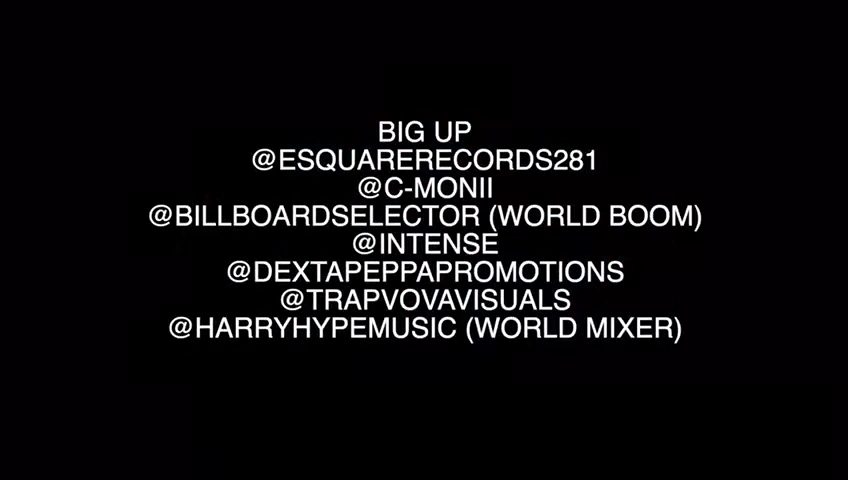 BIG UP
@ESQUARERECORDS281
@C-MONII
@BILLBOARDSELECTOR (WORLD BOOM)
@INTENSE
@DEXTAPEPPAPROMOTIONS
@TRAPVOVAVISUALS
@HARRYHYPEMUSIC (WORLD MIXER)